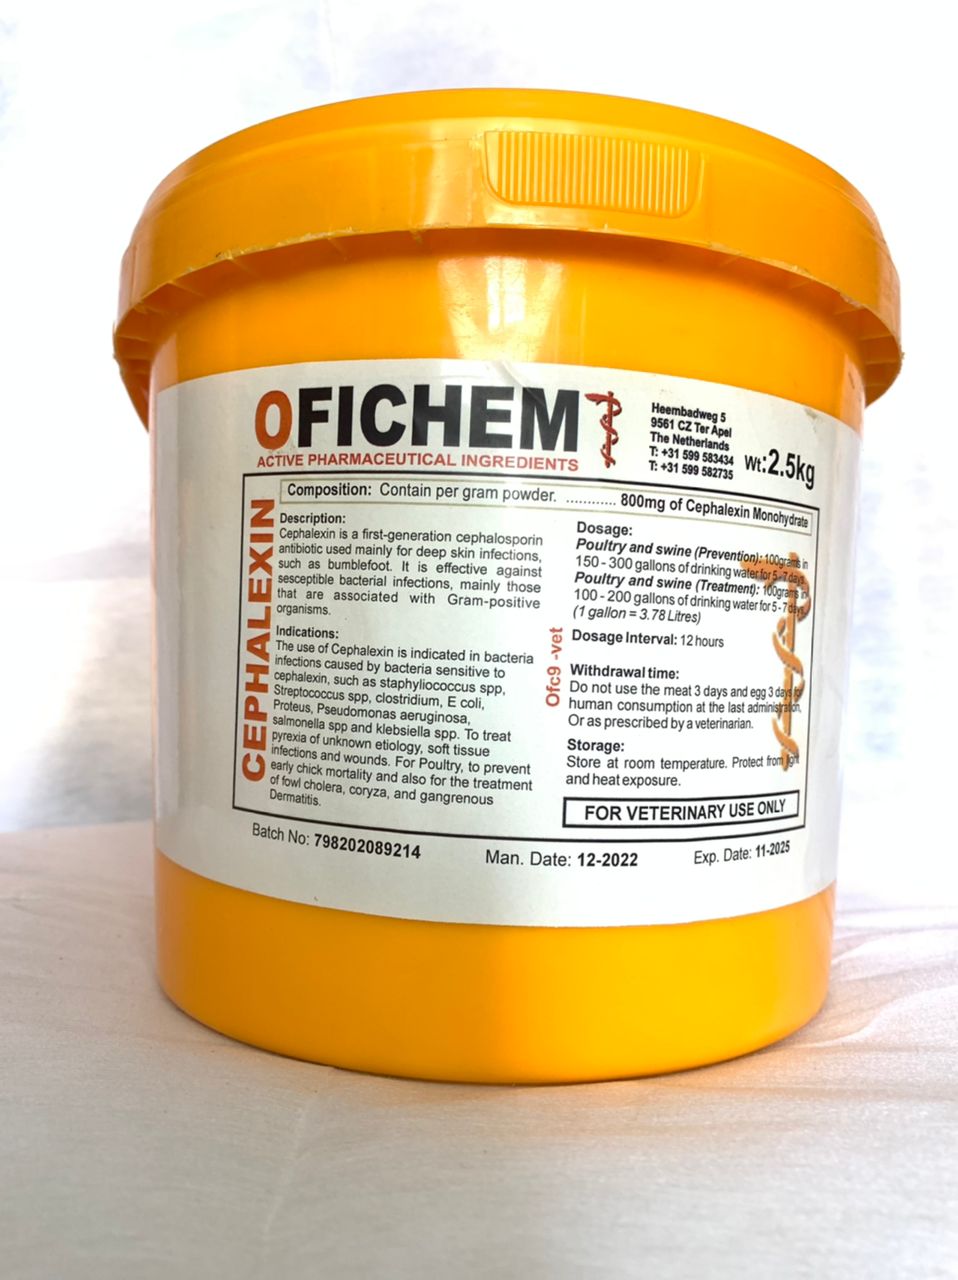 OFICHEM
ACTIVE PHARMACEUTICAL INGREDIENTS
Heembadweg 5
9561 CZ Ter Apel
The Netherlands
T: +31 599 583434
T: +31 599 582735
Wt:2.5kg
Composition: Contain per gram powder. ............ 800mg of Cephalexin Monohydrate
CEPHALEXIN
Description:
Cephalexin is a first-generation cephalosporin
antibiotic used mainly for deep skin infections,
such as bumblefoot. It is effective against
sesceptible bacterial infections, mainly those
that are associated with Gram-positive
organisms.
Indications:
The use of Cephalexin is indicated in bacteria
infections caused by bacteria sensitive to
cephalexin, such as staphyliococcus spp,
Streptococcus spp, clostridium, E coli,
Proteus, Pseudomonas aeruginosa,
salmonella spp and klebsiella spp. To treat
pyrexia of unknown etiology, soft tissue
infections and wounds. For Poultry, to prevent
early chick mortality and also for the treatment
of fowl cholera, coryza, and gangrenous
Dermatitis.
Ofc9 -vet
Dosage:
Poultry and swine (Prevention): 100grams in
150 - 300 gallons of drinking water for 5 - 7 days
Poultry and swine (Treatment): 100grams in
100 - 200 gallons of drinking water for 5 - 7 days
(1 gallon = 3.78 Litres)
Dosage Interval: 12 hours
Withdrawal time:
Do not use the meat 3 days and egg 3 days for
human consumption at the last administration,
Or as prescribed by a veterinarian.
Storage:
Store at room temperature. Protect from light
and heat exposure.
FOR VETERINARY USE ONLY
Batch No: 798202089214
Man. Date: 12-2022
Exp. Date: 11-2025